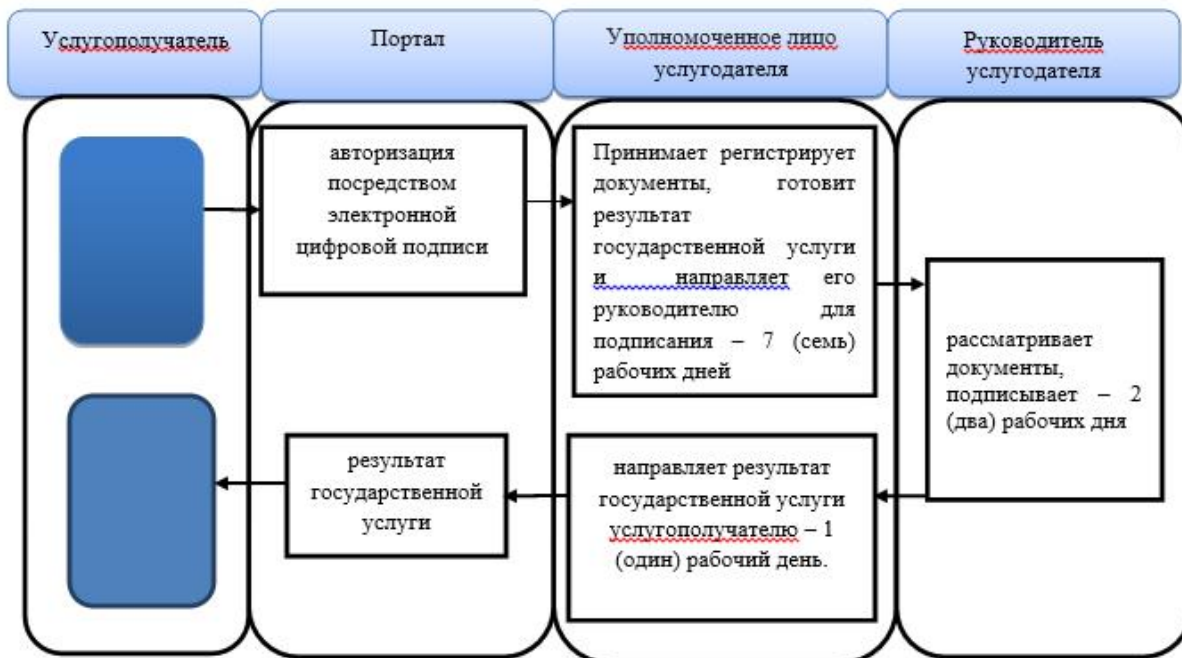 Услугополучатель
Портал
Уполномоченное лицо
услугодателя
Руководитель
услугодателя
авторизация
посредством
электронной
цифровой подписи
Принимает регистрирует
документы, готовит
результат
государственной услуги
и направляет его
руководителю для
подписания – 7 (семь)
рабочих дней
рассматривает
документы,
подписывает – 2
(два) рабочих дня
результат
государственной
услуги
направляет результат
государственной услуги
услугополучателю – 1
(один) рабочий день.